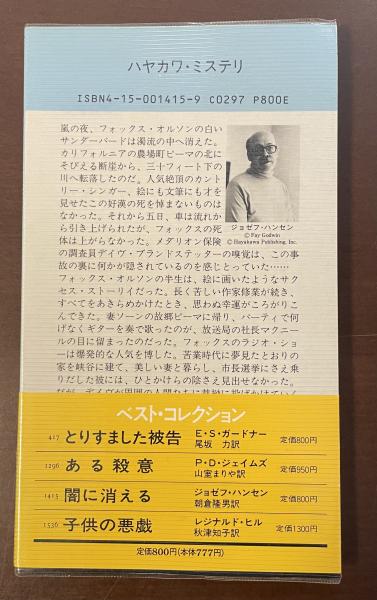 ハヤカワ・ミステリ
ISBN4-15-001415-9 C0297 P800E
嵐の夜、フォックス・オルソンの白い
サンダーバードは濁流の中へ消えた。
カリフォルニアの農場町ピーマの北に
そびえる断崖から、三十フィート下の
川へ転落したのだ。人気絶頂のカント
リー・シンガー、絵にも文筆にも才を
見せたこの好漢の死を悼まないものは
なかった。それから五日、車は流れか
ら引き上げられたが、フォックスの死
体は上がらなかった。メダリオン保険
の調査員デイヴ・ブランドステッターの嗅覚は、この事
故の裏に何かが隠されているのを感じとっていた……
フォックス・オルソンの半生は、絵に画いたようなサク
セス・ストーリイだった。長く苦しい作家修業が続き、
すべてをあきらめかけたとき、思わぬ幸運がころがりこ
んできた。妻ソーンの故郷ピーマに帰り、パーティで何
げなくギターを奏で歌ったのが、放送局の社長マクニー
ルの目に留まったのだった。フォックスのラジオ・ショ
ーは爆発的な人気を博した。苦業時代に夢見たとおりの
家を峡谷に建て、美しい妻と暮らし、市長選挙にさえ乗
りだした彼には、ひとかけらの陰さえ見出せなかった。
ジョゼフ・ハンセン
© Fay Godwin
© Hayakawa Publishing, Inc.
ベスト・コレクション
417 とりすました被告 E・S・ガードナー 尾坂 力訳 定価800円
1296 ある殺意 P・D・ジェイムズ 山室まりや訳 定価950円
1415 闇に消える ジョゼフ・ハンセン 朝倉隆男訳 定価800円
1536 子供の悪戯 レジナルド・ヒル 秋津知子訳 定価1300円
定価800円(本体777円)